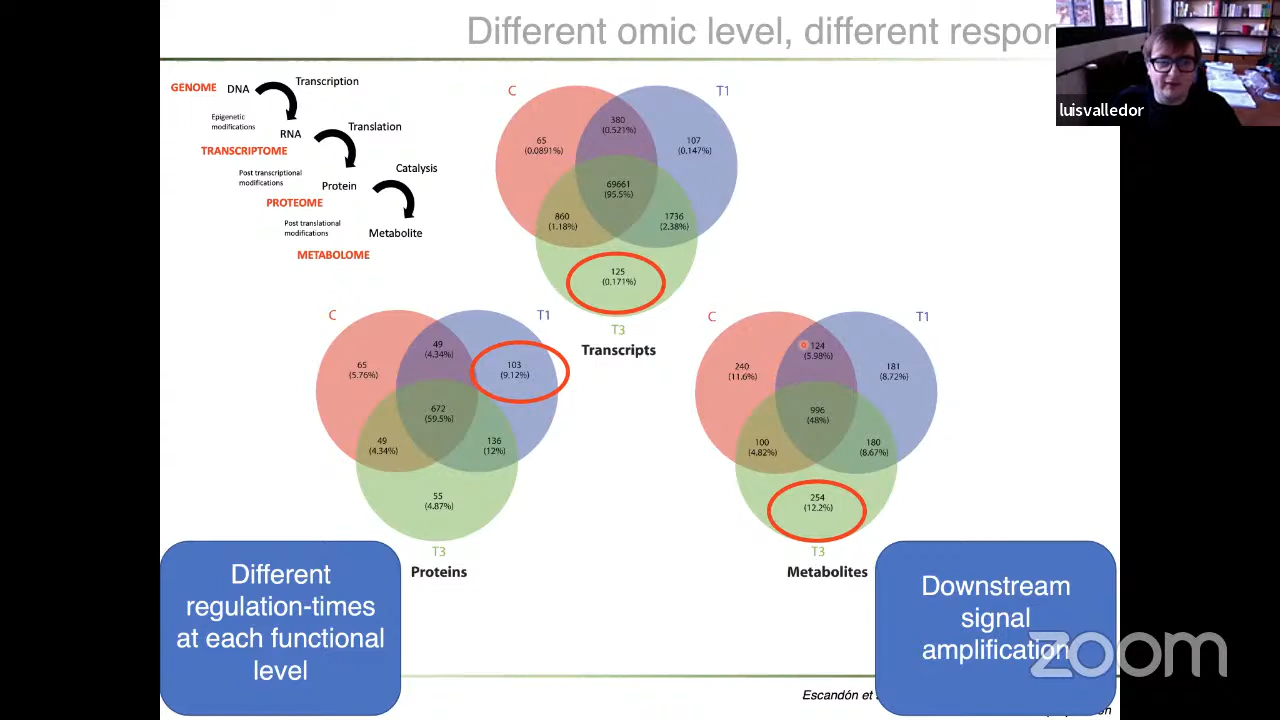 Different omic level, different respon
luisvalledor
GENOME
DNA
Transcription
Epigenetic
modifications
RNA
Translation
TRANSCRIPTOME
Post transcriptional
modifications
Protein
Catalysis
PROTEOME
Post translational
modifications
Metabolite
METABOLOME
C
T1
380
(0.521%)
65
(0.0891%)
107
(0.147%)
69661
(95.5%)
860
(1.18%)
1736
(2.38%)
125
(0.171%)
T3
Transcripts
C
T1
49
(4.34%)
65
(5.76%)
103
(9.12%)
672
(59.5%)
49
(4.34%)
136
(12%)
55
(4.87%)
T3
Proteins
C
T1
124
(5.98%)
240
(11.6%)
181
(8.72%)
996
(48%)
100
(4.82%)
180
(8.67%)
254
(12.2%)
T3
Metabolites
Different
regulation-times
at each functional
level
Downstream
signal
amplification
zoom
Escandón et